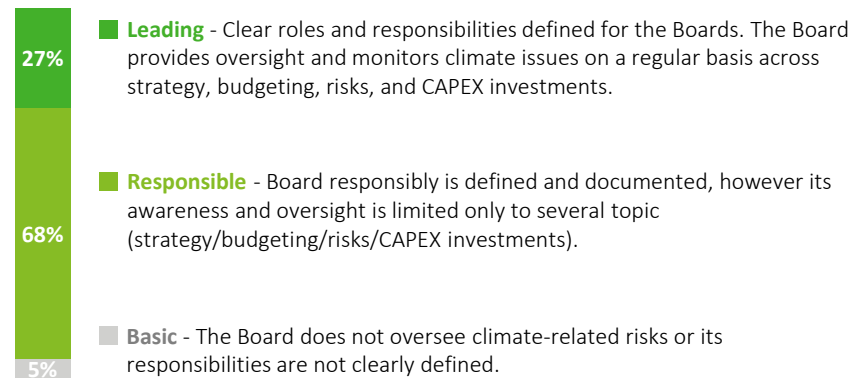 27%
Leading - Clear roles and responsibilities defined for the Boards. The Board
provides oversight and monitors climate issues on a regular basis across
strategy, budgeting, risks, and CAPEX investments.
68%
Responsible - Board responsibly is defined and documented, however its
awareness and oversight is limited only to several topic
(strategy/budgeting/risks/CAPEX investments).
5%
Basic - The Board does not oversee climate-related risks or its
responsibilities are not clearly defined.